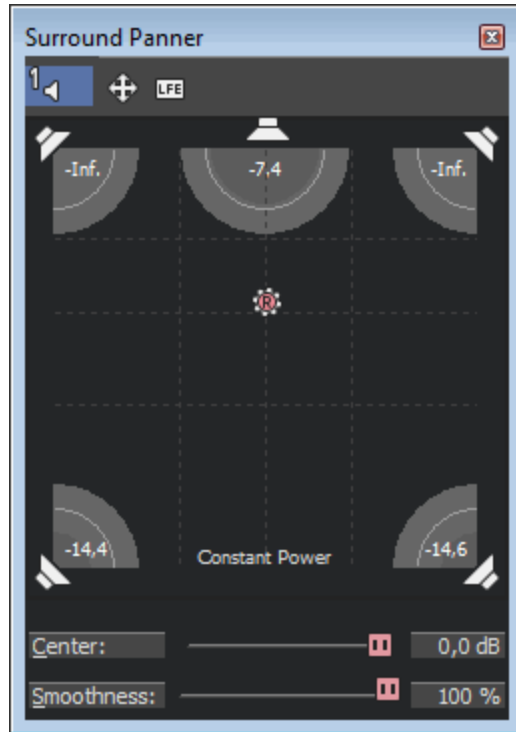 Surround Panner
1
LFE
-Inf. -7,4 -Inf.
R
-14,4 Constant Power -14,6
Center: 0,0 dB
Smoothness: 100 %